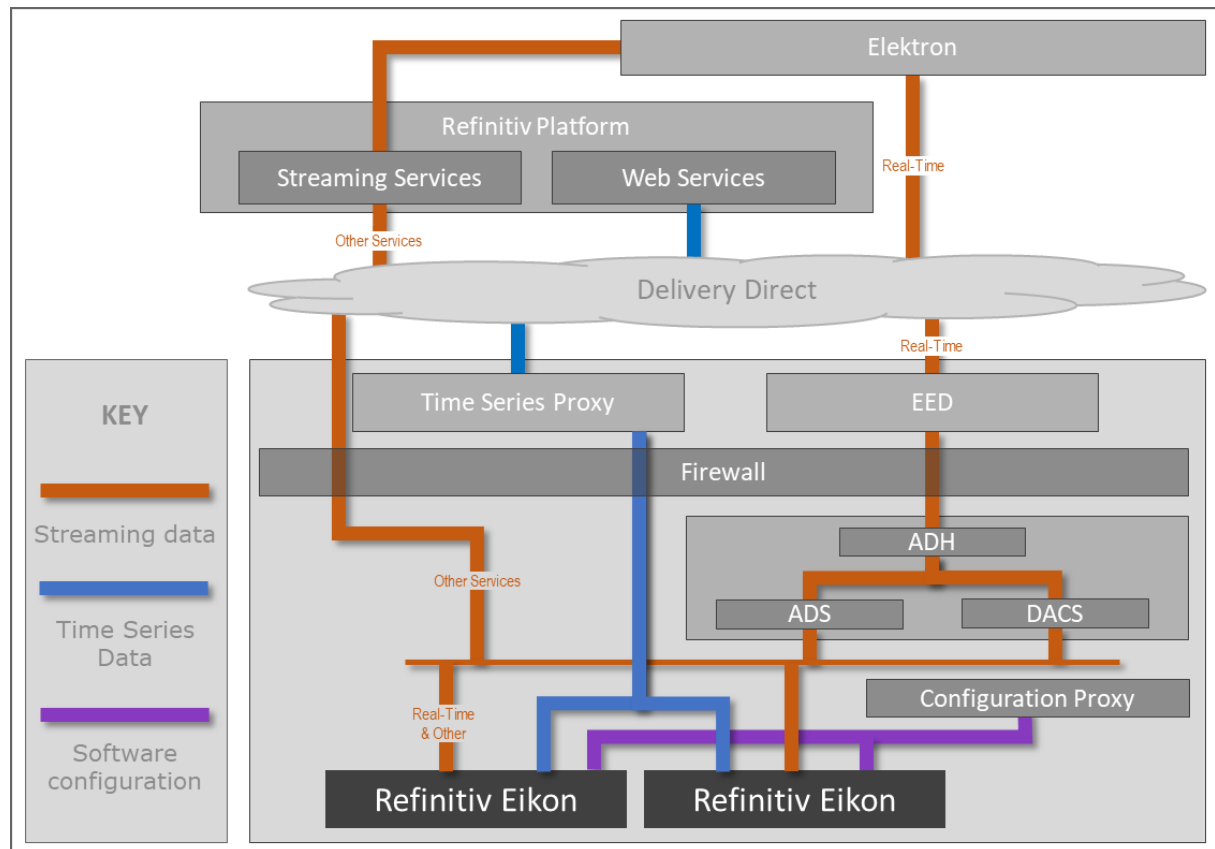 Elektron
Refinitiv Platform
Streaming Services
Web Services
Real-Time
Other Services
Delivery Direct
Real-Time
KEY
Streaming data
Time Series
Data
Software
configuration
Time Series Proxy
EED
Firewall
ADH
Other Services
ADS
DACS
Configuration Proxy
Real-Time
& Other
Refinitiv Eikon
Refinitiv Eikon